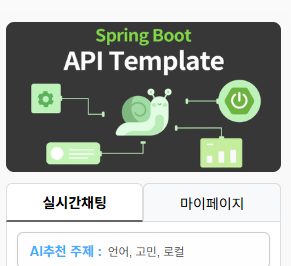 Spring Boot
API Template
실시간채팅
마이페이지
AI추천 주제 : 언어, 고민, 로컬